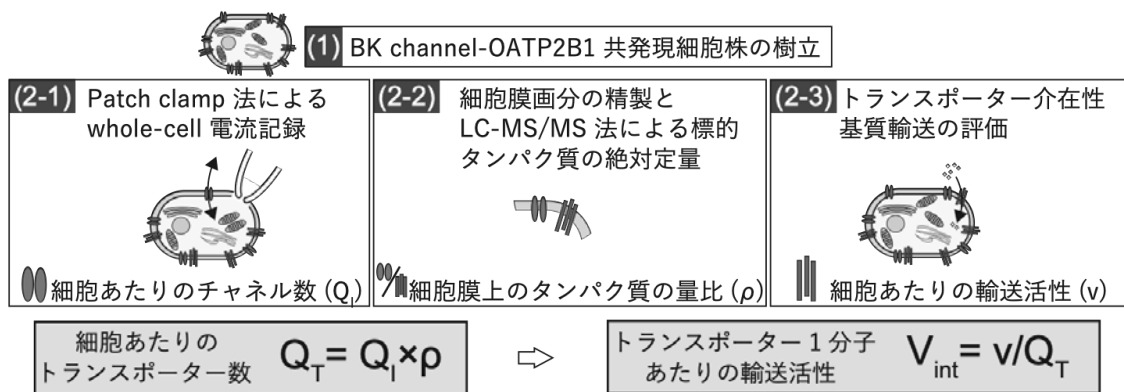 (1) BK channel-OATP2B1 共発現細胞株の樹立
(2-1) Patch clamp 法による
whole-cell 電流記録
細胞あたりのチャネル数 (Q_I)
(2-2) 細胞膜画分の精製と
LC-MS/MS 法による標的
タンパク質の絶対定量
細胞膜上のタンパク質の量比 (ρ)
(2-3) トランスポーター介在性
基質輸送の評価
細胞あたりの輸送活性 (v)
細胞あたりの
トランスポーター数
Q_T= Q_I×ρ
トランスポーター 1 分子
あたりの輸送活性
V_int= v/Q_T